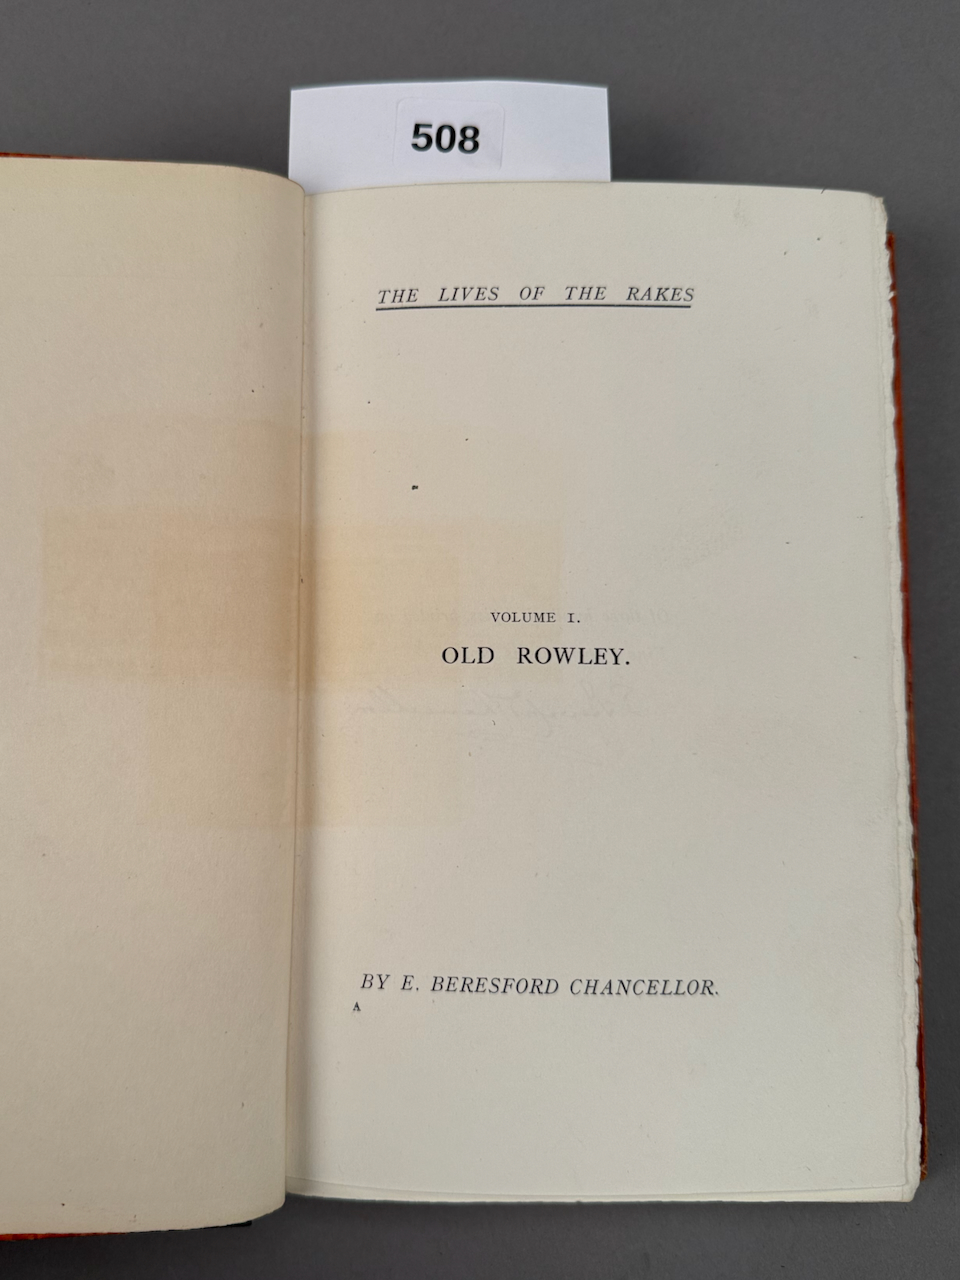 508
THE LIVES OF THE RAKES
VOLUME I.
OLD ROWLEY.
BY E. BERESFORD CHANCELLOR.
A